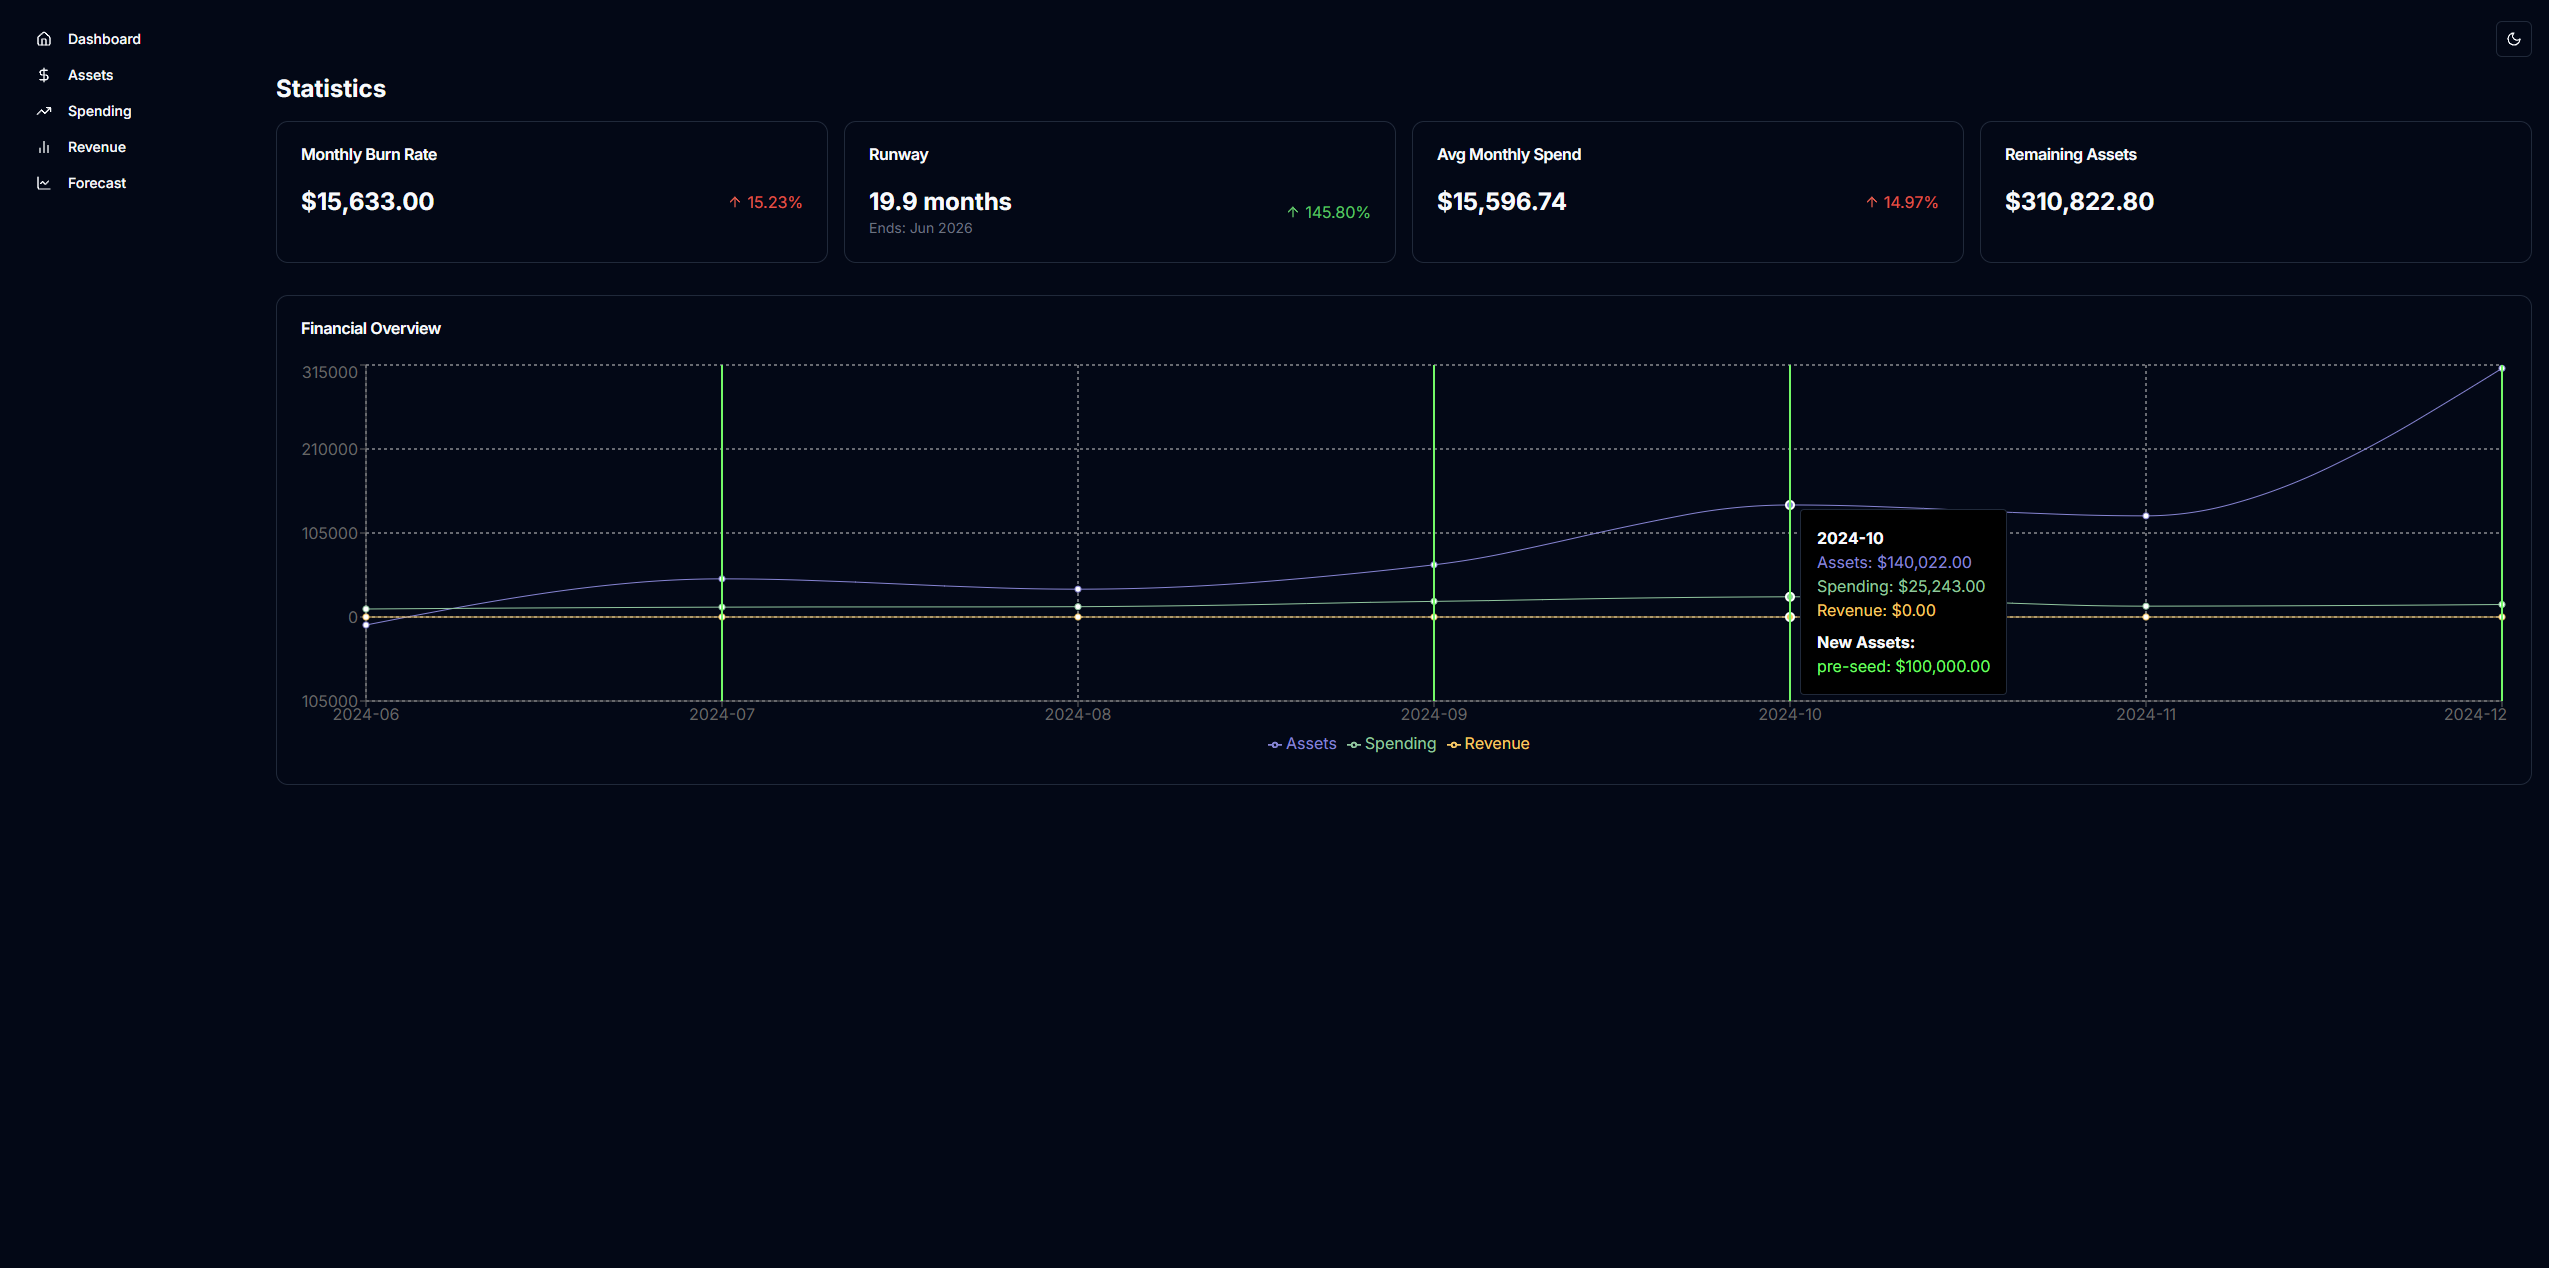 Dashboard
Assets
Spending
Revenue
Forecast
Statistics
Monthly Burn Rate
$15,633.00
15.23%
Runway
19.9 months
Ends: Jun 2026
145.80%
Avg Monthly Spend
$15,596.74
14.97%
Remaining Assets
$310,822.80
Financial Overview
315000
210000
105000
0
105000
2024-06
2024-07
2024-08
2024-09
2024-10
2024-11
2024-12
2024-10
Assets: $140,022.00
Spending: $25,243.00
Revenue: $0.00
New Assets:
pre-seed: $100,000.00
Assets Spending Revenue